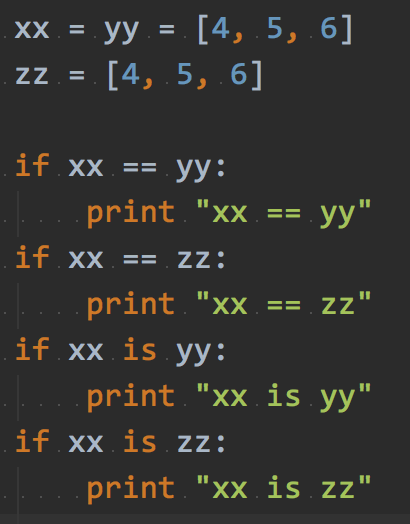 xx = yy = [4, 5, 6]
zz = [4, 5, 6]
if xx == yy:
    print "xx == yy"
if xx == zz:
    print "xx == zz"
if xx is yy:
    print "xx is yy"
if xx is zz:
    print "xx is zz"